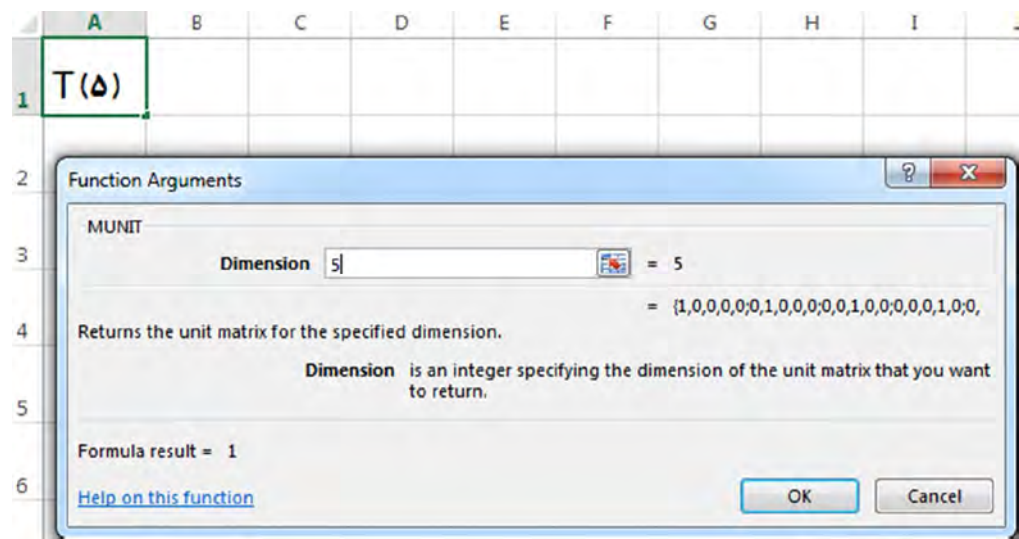 A B C D E F G H I
1 T(۵)
2
Function Arguments
MUNIT
3
Dimension 5 = 5
= {1,0,0,0,0;0,1,0,0,0;0,0,1,0,0;0,0,0,1,0;0,
4
Returns the unit matrix for the specified dimension.
Dimension is an integer specifying the dimension of the unit matrix that you want
to return.
5
Formula result = 1
6
Help on this function OK Cancel